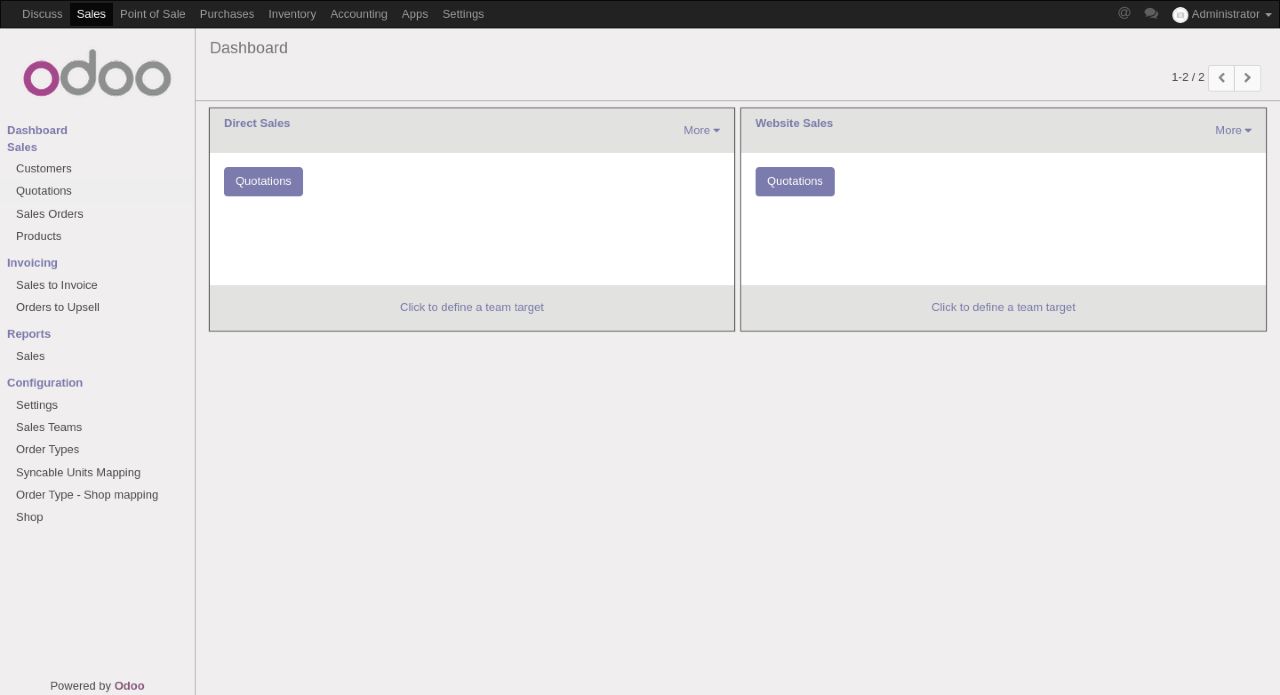 Discuss Sales Point of Sale Purchases Inventory Accounting Apps Settings @ Administrator
odoo
Dashboard
Sales
Customers
Quotations
Sales Orders
Products
Invoicing
Sales to Invoice
Orders to Upsell
Reports
Sales
Configuration
Settings
Sales Teams
Order Types
Syncable Units Mapping
Order Type - Shop mapping
Shop
Powered by Odoo
Dashboard
1-2 / 2
Direct Sales
More
Quotations
Click to define a team target
Website Sales
More
Quotations
Click to define a team target